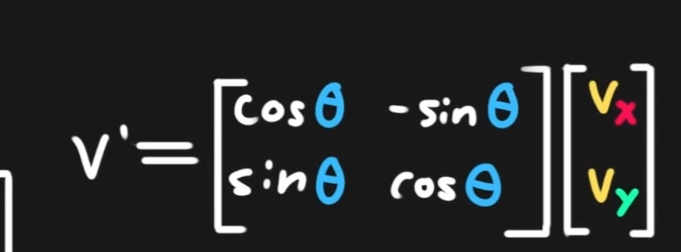 v' = [cosθ -sinθ] [vx]
[sinθ cosθ] [vy]